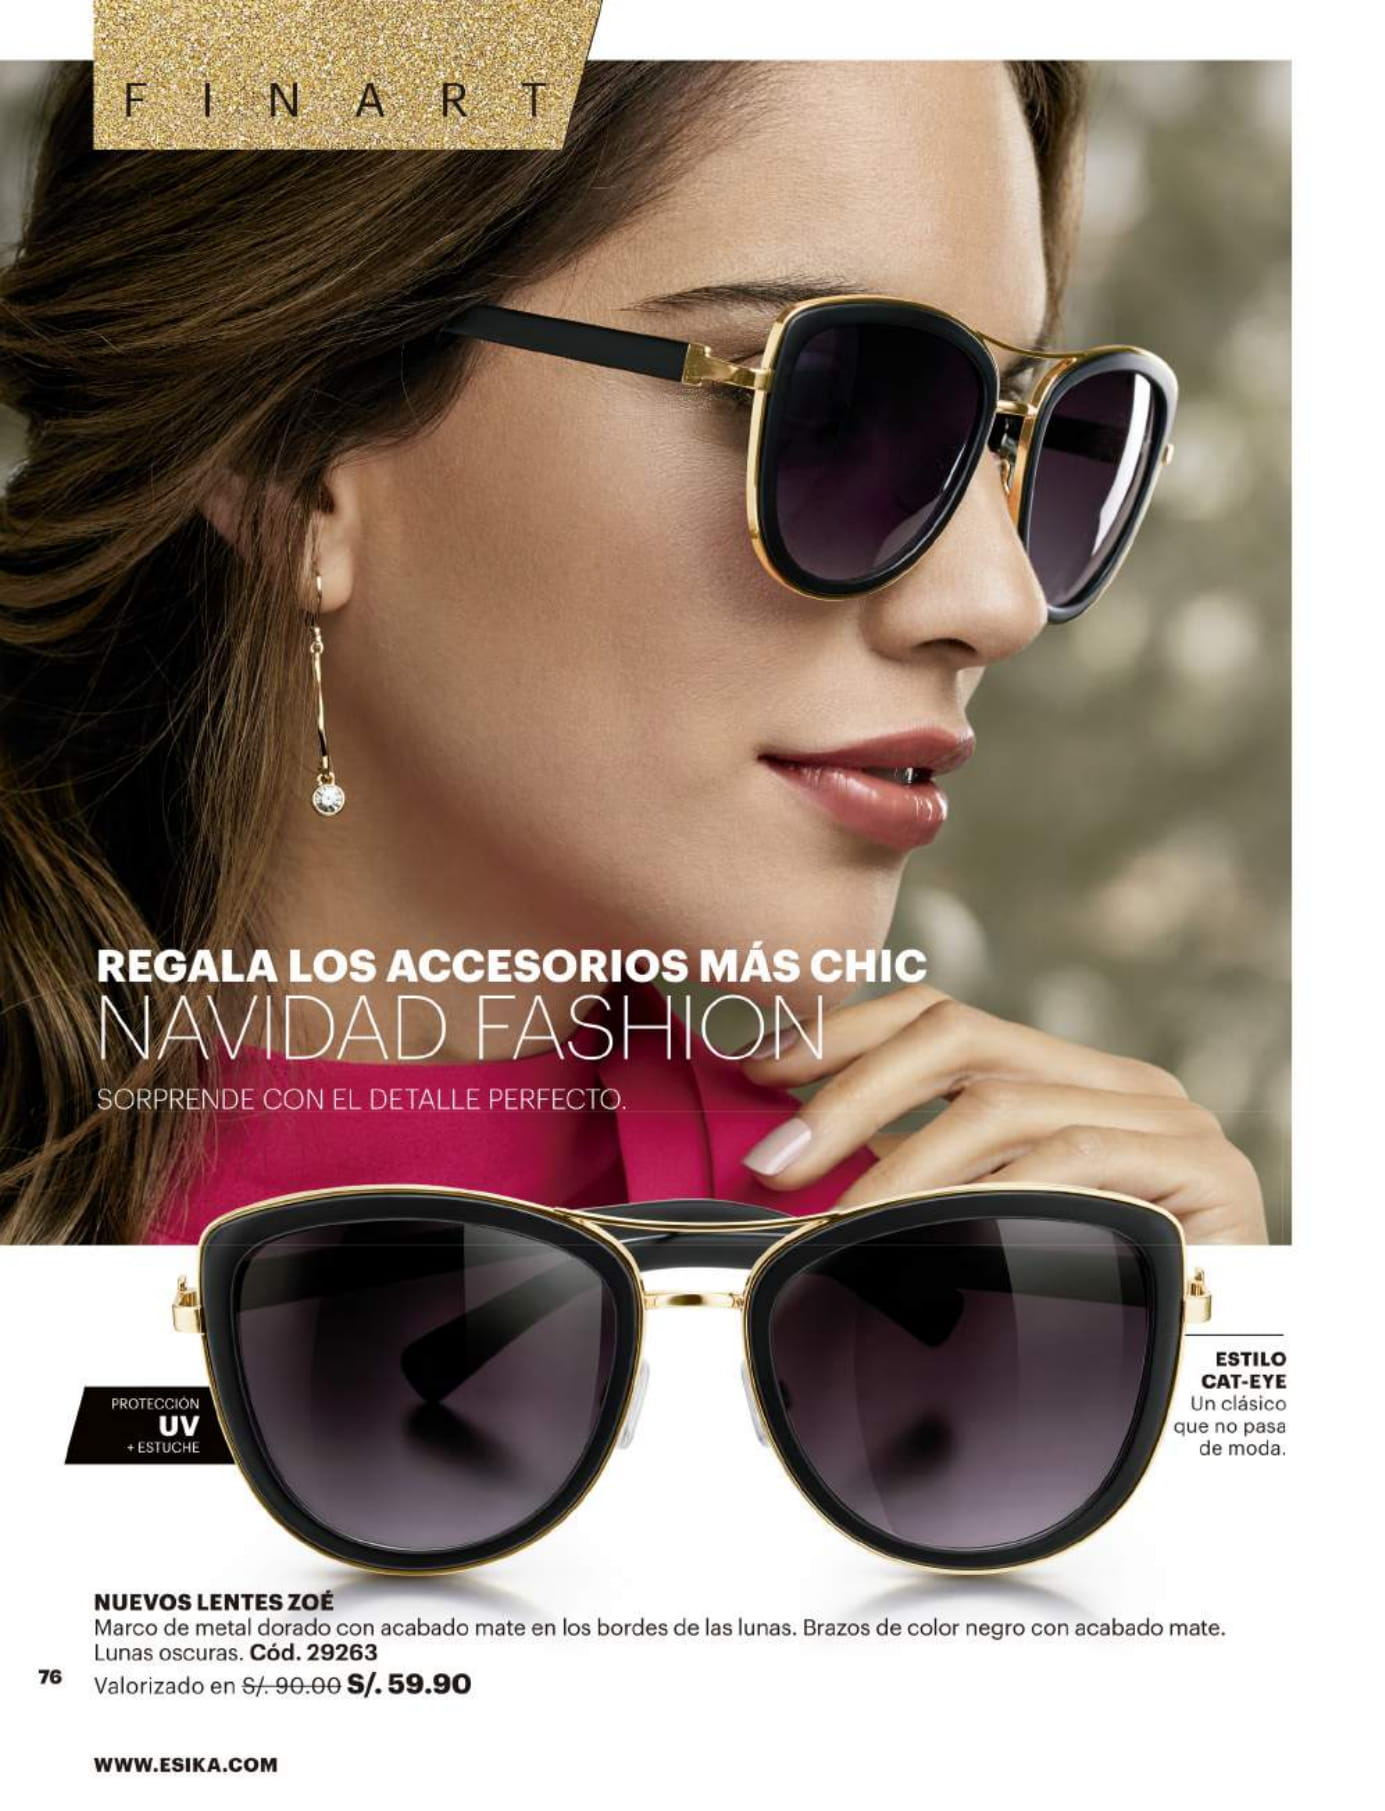 FINART
REGALA LOS ACCESORIOS MÁS CHIC
NAVIDAD FASHION
SORPRENDE CON EL DETALLE PERFECTO.
PROTECCIÓN
UV
+ ESTUCHE
ESTILO
CAT-EYE
Un clásico
que no pasa
de moda.
NUEVOS LENTES ZOÉ
Marco de metal dorado con acabado mate en los bordes de las lunas. Brazos de color negro con acabado mate.
Lunas oscuras. Cód. 29263
Valorizado en S/. 90.00 S/. 59.90
76
WWW.ESIKA.COM